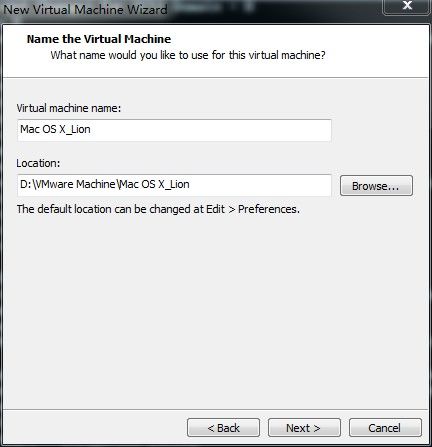 New Virtual Machine Wizard
Name the Virtual Machine
What name would you like to use for this virtual machine?
Virtual machine name:
Mac OS X_Lion
Location:
D:\VMware Machine\Mac OS X_Lion
Browse...
The default location can be changed at Edit > Preferences.
< Back
Next >
Cancel